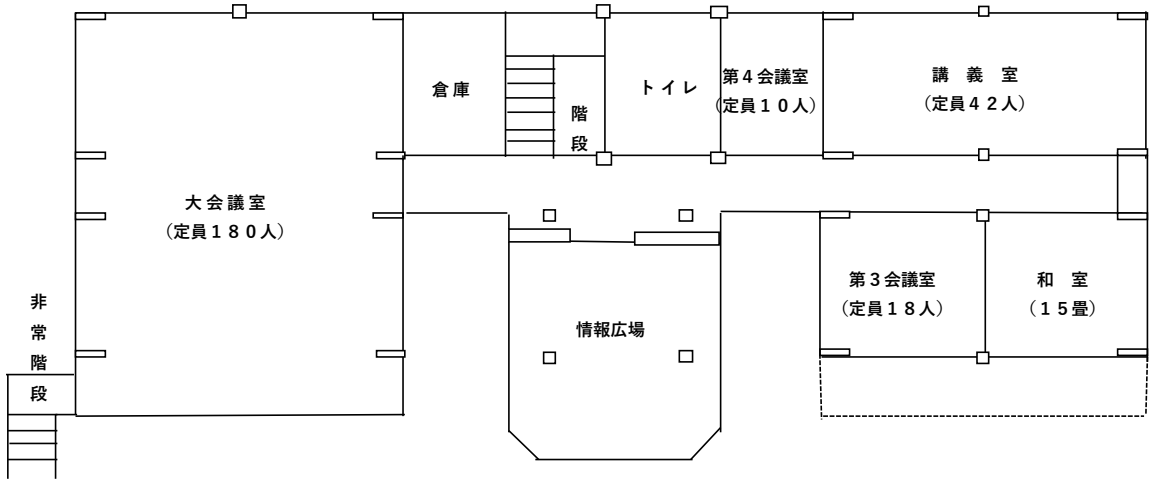 倉庫
階
段
トイレ
第４会議室
（定員１０人）
講　義　室
（定員４２人）
大会議室
（定員１８０人）
非
常
階
段
情報広場
第３会議室
（定員１８人）
和　室
（１５畳）